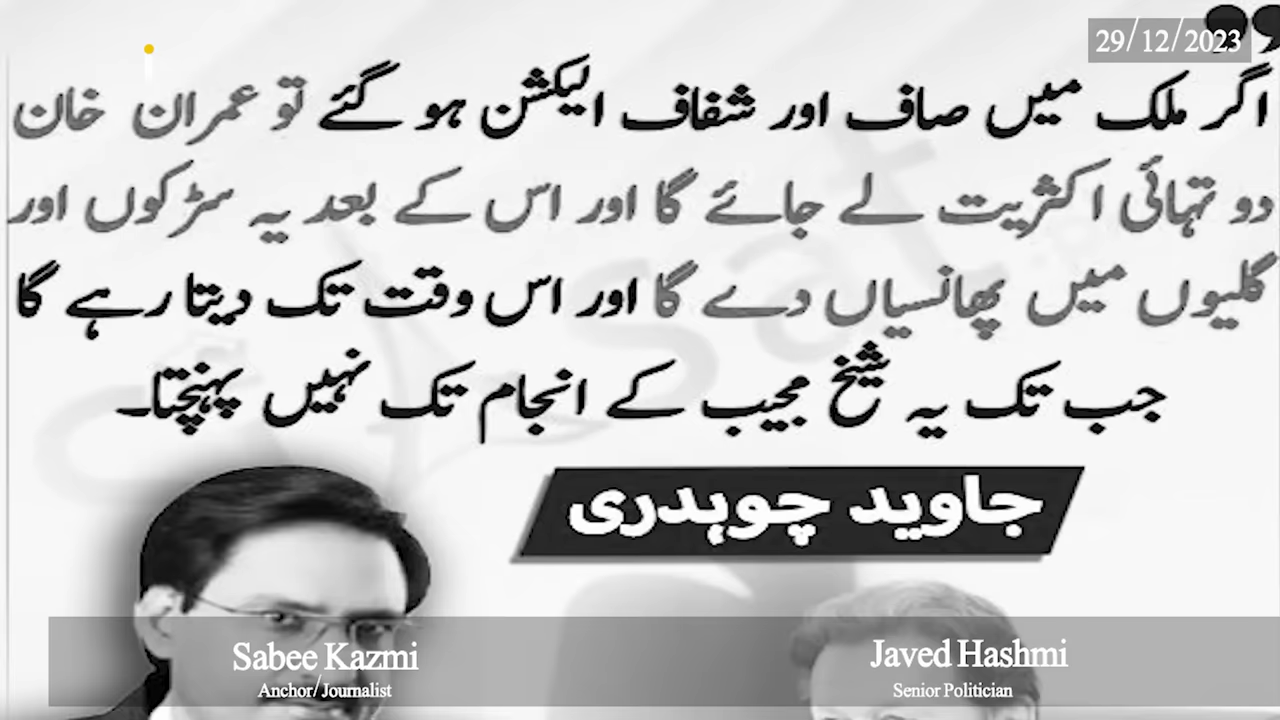 29/12/2023
اگر ملک میں صاف اور شفاف الیکشن ہو گئے تو عمران خان
دو تہائی اکثریت لے جائے گا اور اس کے بعد یہ سڑکوں اور
گلیوں میں پھانسیاں دے گا اور اس وقت تک دیتا رہے گا
جب تک یہ شیخ مجیب کے انجام تک نہیں پہنچتا۔
جاوید چوہدری
Sabee Kazmi
Anchor/Journalist
Javed Hashmi
Senior Politician